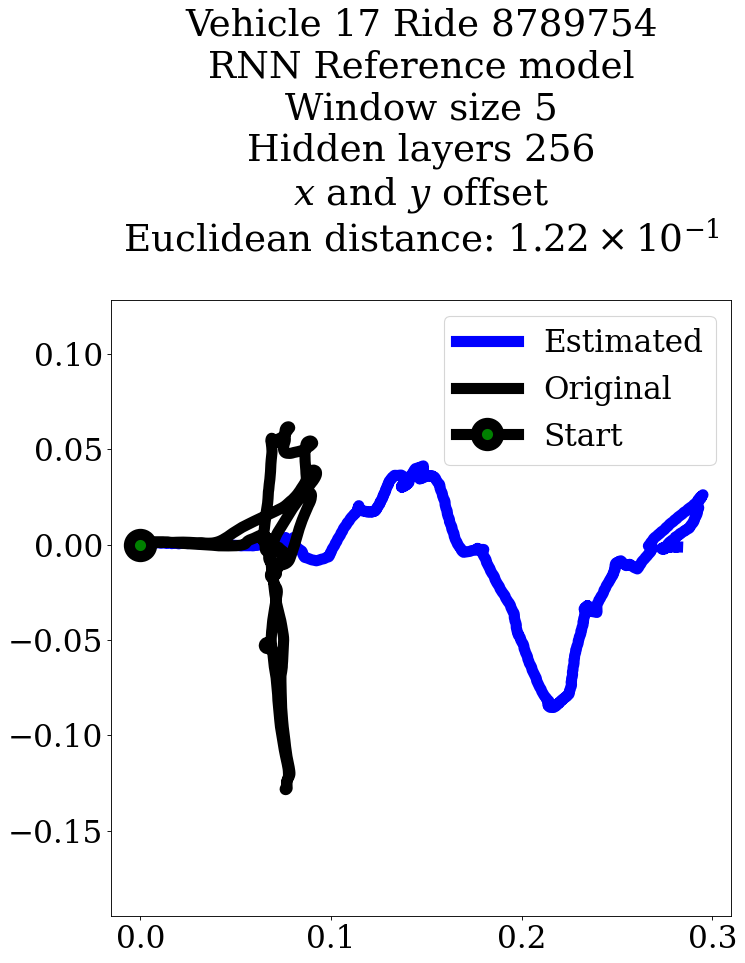 Vehicle 17 Ride 8789754
RNN Reference model
Window size 5
Hidden layers 256
x and y offset
Euclidean distance: 1.22 × 10⁻¹
Estimated
Original
Start
0.10
0.05
0.00
−0.05
−0.10
−0.15
0.0 0.1 0.2 0.3